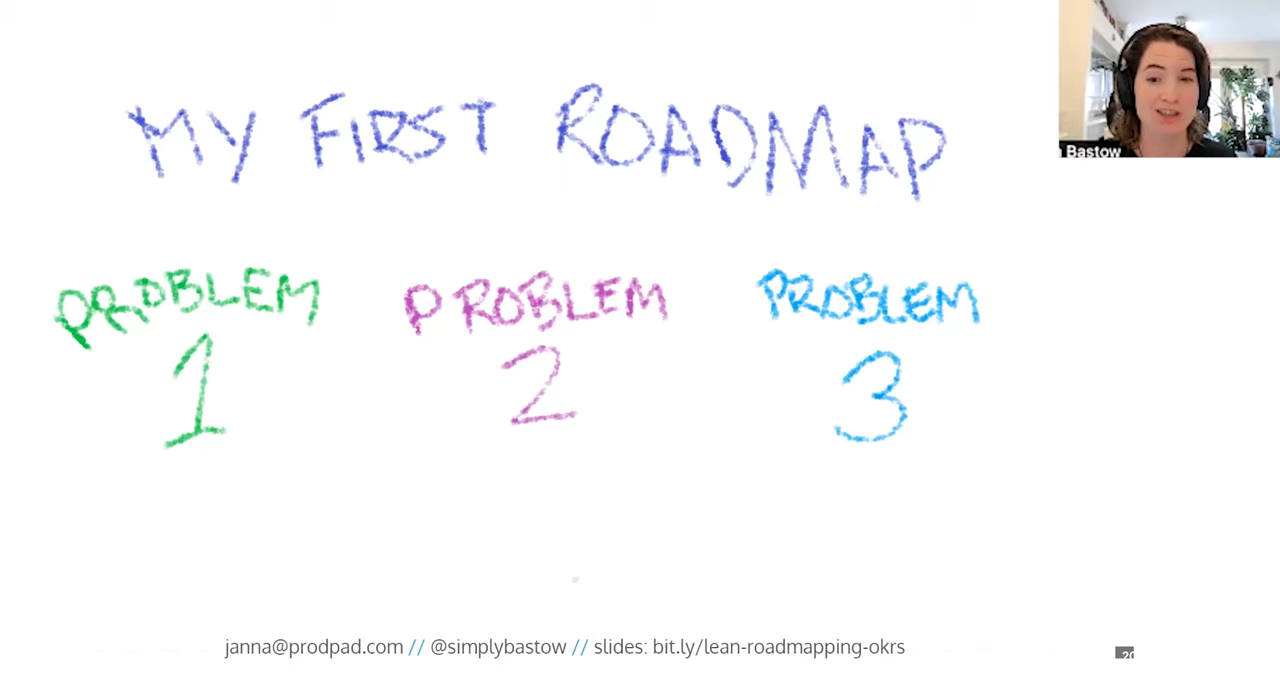 MY FIRST ROADMAP
Bastow
PROBLEM PROBLEM PROBLEM
1 2 3
janna@prodpad.com // @simplybastow // slides: bit.ly/lean-roadmapping-okrs
20